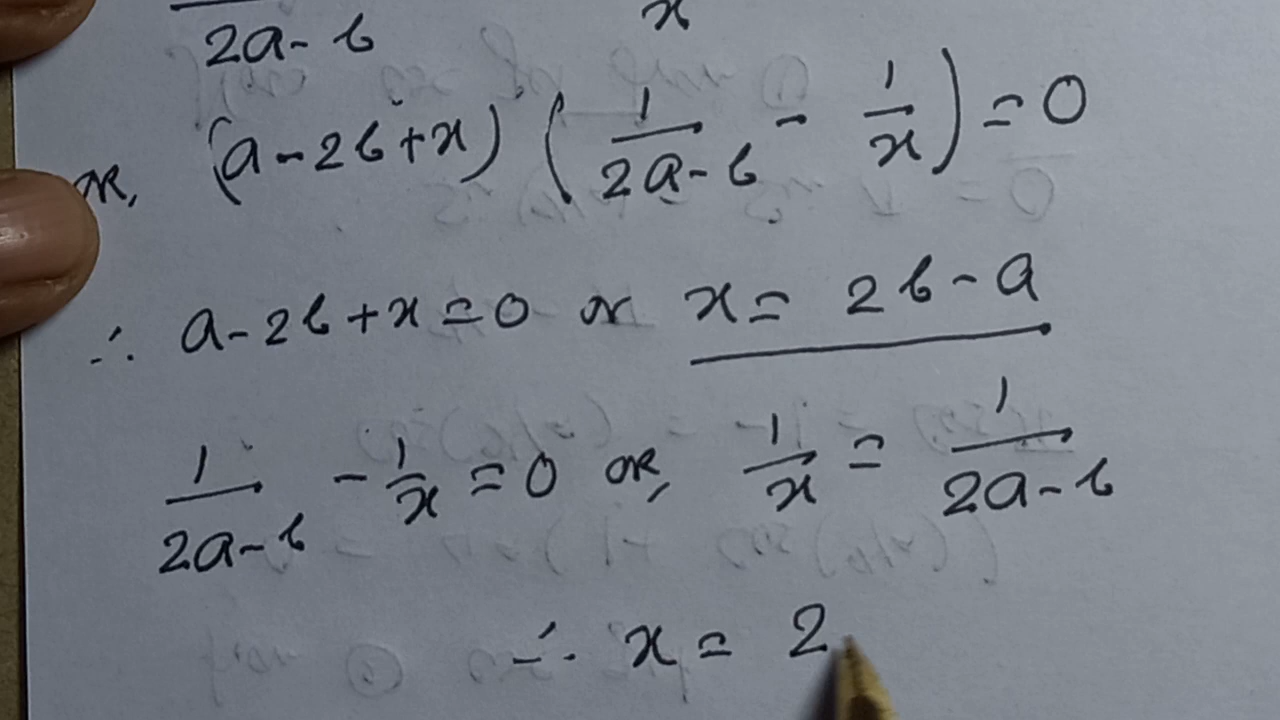 2a-b x
or, (a-2b+x) (1/(2a-b) - 1/x) = 0
∴ a-2b+x=0 or x= 2b-a
1/(2a-b) - 1/x = 0 or, 1/x = 1/(2a-b)
∴ x= 2